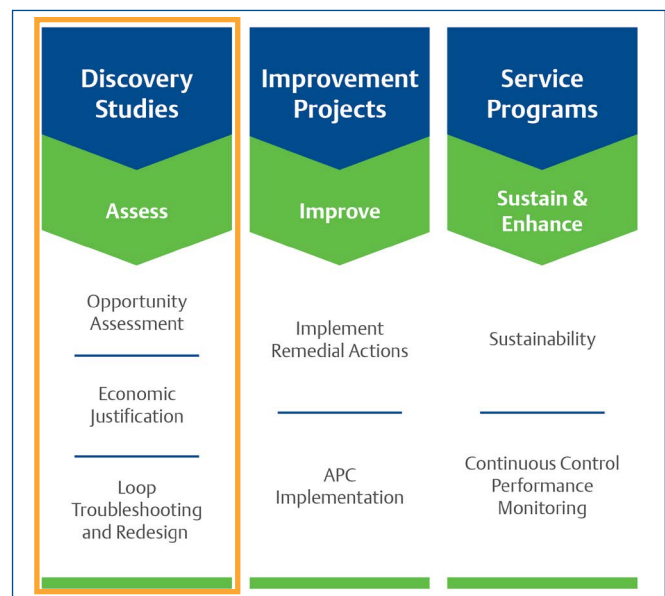 Discovery
Studies
Assess
Opportunity
Assessment
Economic
Justification
Loop
Troubleshooting
and Redesign
Improvement
Projects
Improve
Implement
Remedial Actions
APC
Implementation
Service
Programs
Sustain &
Enhance
Sustainability
Continuous Control
Performance
Monitoring